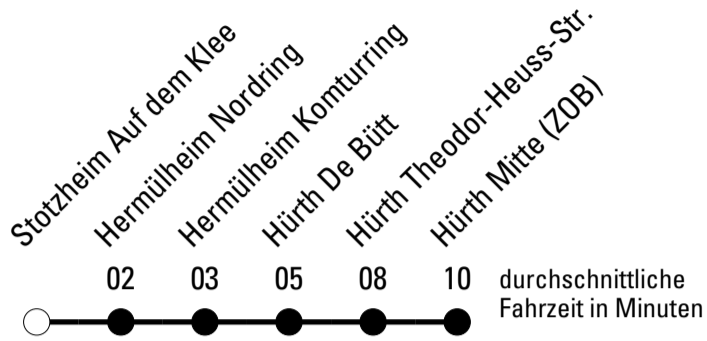 Stotzheim Auf dem Klee
Hermülheim Nordring
Hermülheim Komturring
Hürth De Bütt
Hürth Theodor-Heuss-Str.
Hürth Mitte (ZOB)
02 03 05 08 10
durchschnittliche
Fahrzeit in Minuten